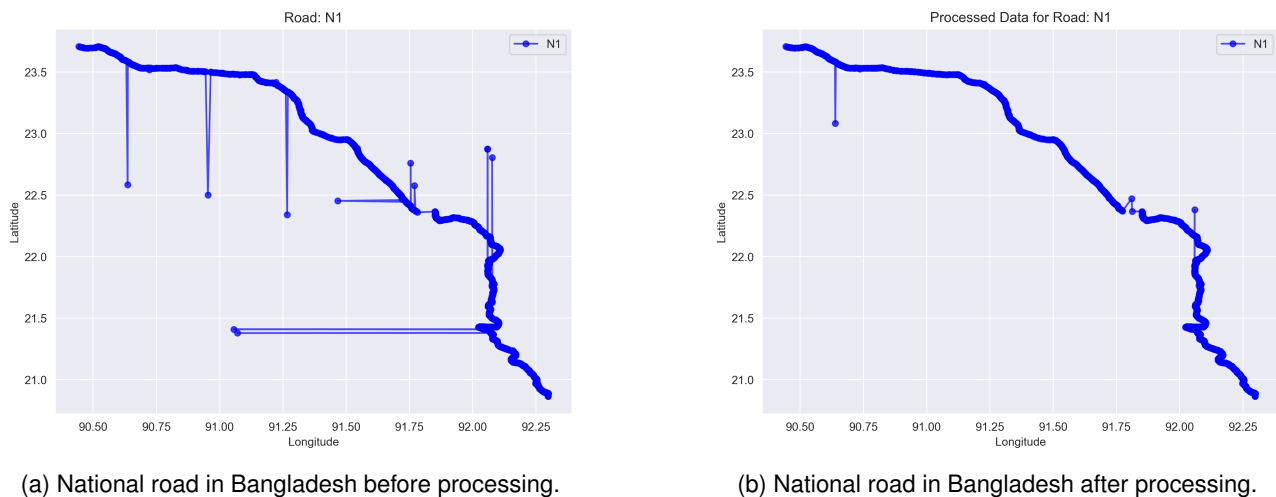 Road: N1
N1
Latitude
23.5
23.0
22.5
22.0
21.5
21.0
90.50 90.75 91.00 91.25 91.50 91.75 92.00 92.25
Longitude
(a) National road in Bangladesh before processing.
Processed Data for Road: N1
N1
Latitude
23.5
23.0
22.5
22.0
21.5
21.0
90.50 90.75 91.00 91.25 91.50 91.75 92.00 92.25
Longitude
(b) National road in Bangladesh after processing.